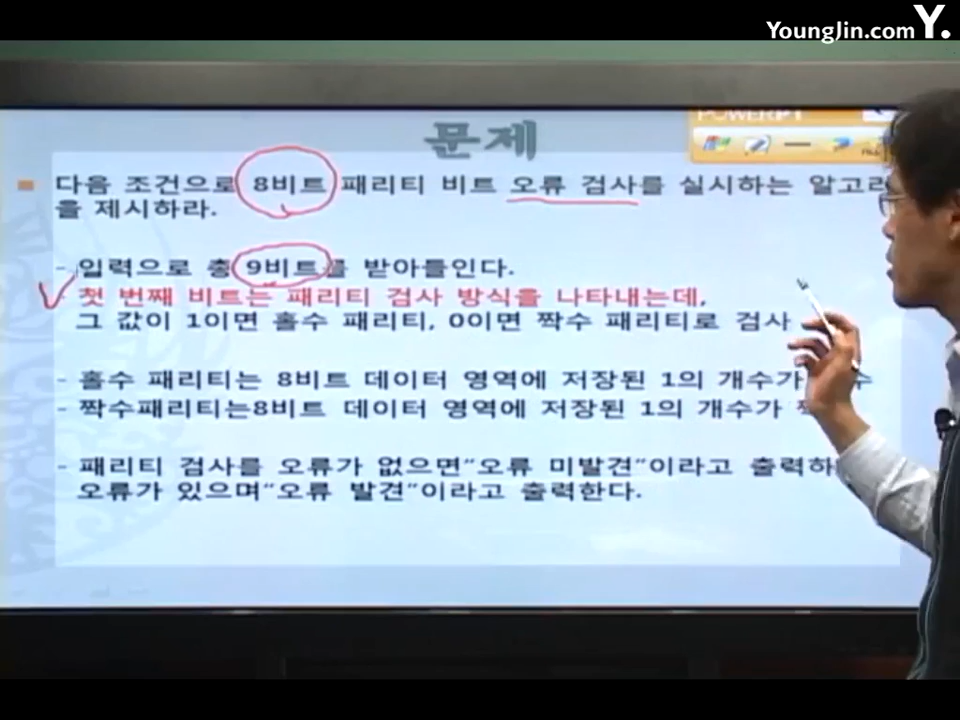 YoungJin.com Y.
POWERPT
문제
다음 조건으로 8비트 패리티 비트 오류 검사를 실시하는
을 제시하라.
- 입력으로 총 9비트를 받아들인다.
- 첫 번째 비트는 패리티 검사 방식을 나타내는데,
그 값이 1이면 홀수 패리티, 0이면 짝수 패리티로 검사
- 홀수 패리티는 8비트 데이터 영역에 저장된 1의 개수가
- 짝수패리티는8비트 데이터 영역에 저장된 1의 개수가
- 패리티 검사를 오류가 없으면“오류 미발견”이라고
오류가 있으며“오류 발견”이라고 출력한다.